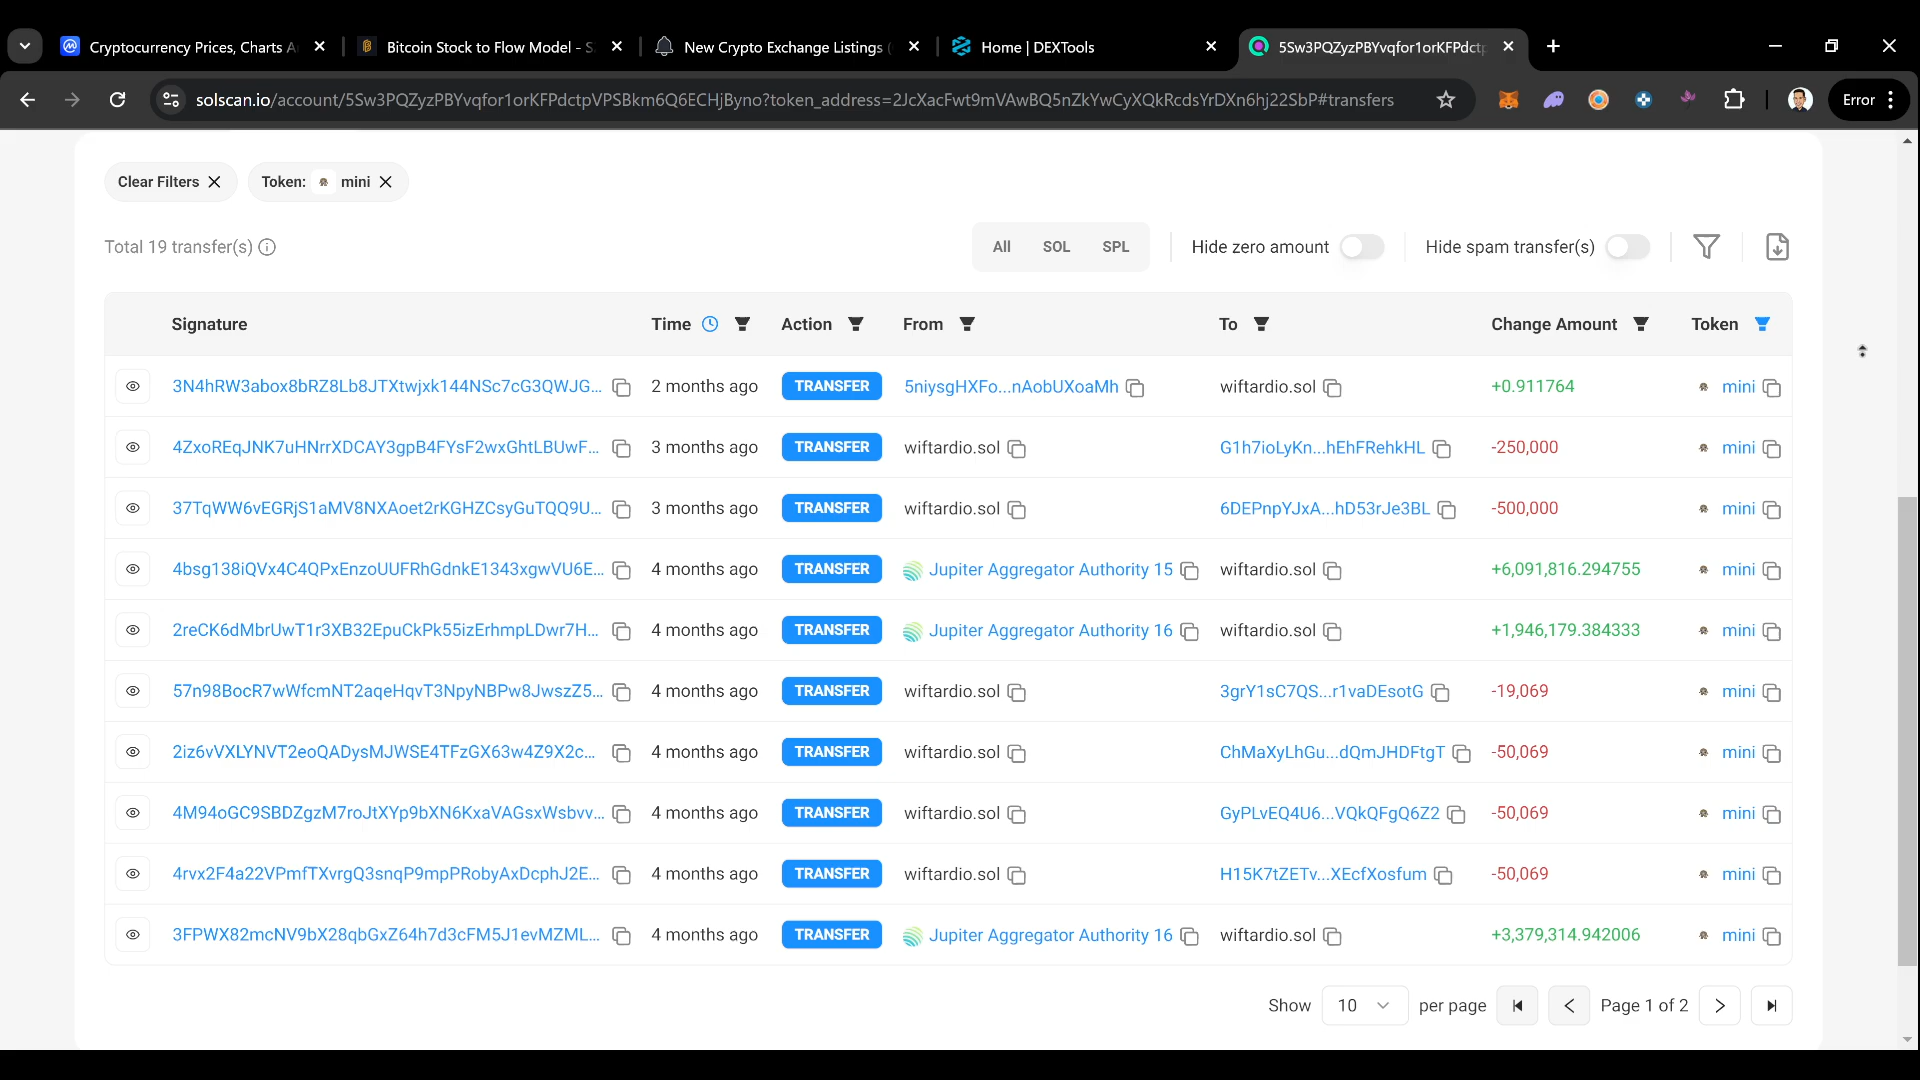 Cryptocurrency Prices, Charts A
Bitcoin Stock to Flow Model - S
New Crypto Exchange Listings (
Home | DEXTools
5Sw3PQZyzPBYvqfor1orKFPdctp
solscan.io/account/5Sw3PQZyzPBYvqfor1orKFPdctpVPSBkm6Q6ECHjByno?token_address=2JcXacFwt9mVAwBQ5nZkYwCyXQkRcdsYrDXn6hj22SbP#transfers
Error
Clear Filters
Token: mini
Total 19 transfer(s)
All SOL SPL
Hide zero amount
Hide spam transfer(s)
Signature Time Action From To Change Amount Token
3N4hRW3abox8bRZ8Lb8JTXtwjxk144NSc7cG3QWJG... 2 months ago TRANSFER 5niysgHXFo...nAobUXoaMh wiftardio.sol +0.911764 mini
4ZxoREqJNK7uHNrrXDCAY3gpB4FYsF2wxGhtLBUwF... 3 months ago TRANSFER wiftardio.sol G1h7ioLyKn...hEhFRehkHL -250,000 mini
37TqWW6vEGRjS1aMV8NXAoet2rKGHZCsyGuTQQ9U... 3 months ago TRANSFER wiftardio.sol 6DEPnpYJxA...hD53rJe3BL -500,000 mini
4bsg138iQVx4C4QPxEnzoUUFRhGdnkE1343xgwVU6E... 4 months ago TRANSFER Jupiter Aggregator Authority 15 wiftardio.sol +6,091,816.294755 mini
2reCK6dMbrUwT1r3XB32EpuCkPk55izErhmpLDwr7H... 4 months ago TRANSFER Jupiter Aggregator Authority 16 wiftardio.sol +1,946,179.384333 mini
57n98BocR7wWfcmNT2aqeHqvT3NpyNBPw8JwszZ5... 4 months ago TRANSFER wiftardio.sol 3grY1sC7QS...r1vaDEsotG -19,069 mini
2iz6vVXLYNVT2eoQADysMJWSE4TFzGX63w4Z9X2c... 4 months ago TRANSFER wiftardio.sol ChMaXyLhGu...dQmJHDFtgT -50,069 mini
4M94oGC9SBDZgzM7roJtXYp9bXN6KxaVAGsxWsbvv... 4 months ago TRANSFER wiftardio.sol GyPLvEQ4U6...VQkQFgQ6Z2 -50,069 mini
4rvx2F4a22VPmfTXvrgQ3snqP9mpPRobyAxDcphJ2E... 4 months ago TRANSFER wiftardio.sol H15K7tZETv...XEcfXosfum -50,069 mini
3FPWX82mcNV9bX28qbGxZ64h7d3cFM5J1evMZML... 4 months ago TRANSFER Jupiter Aggregator Authority 16 wiftardio.sol +3,379,314.942006 mini
Show 10 per page Page 1 of 2